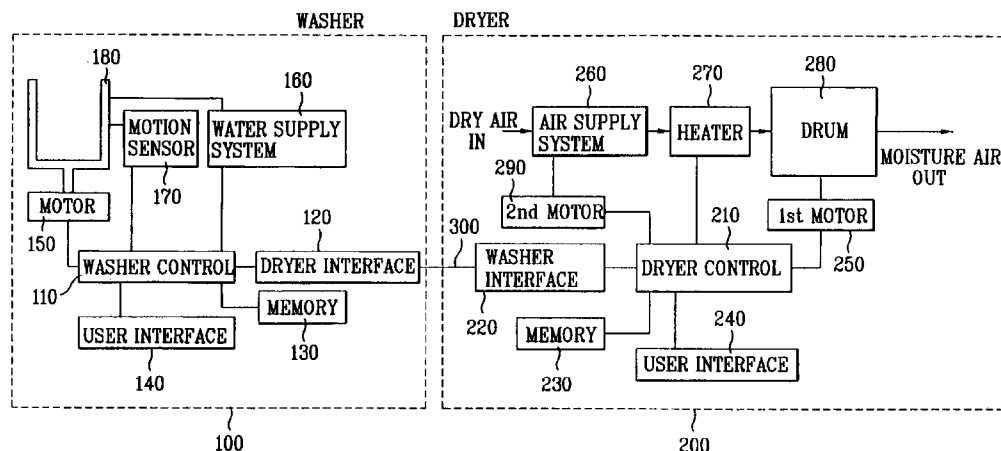 WASHER
DRYER
180
160
MOTION
SENSOR
170
WATER SUPPLY
SYSTEM
MOTOR
150
120
WASHER CONTROL
110
DRYER INTERFACE
MEMORY
130
USER INTERFACE
140
100
300
260
270
280
DRY AIR
IN
AIR SUPPLY
SYSTEM
HEATER
DRUM
MOISTURE AIR
OUT
290
2nd MOTOR
210
1st MOTOR
250
WASHER
INTERFACE
220
DRYER CONTROL
MEMORY
230
240
USER INTERFACE
200